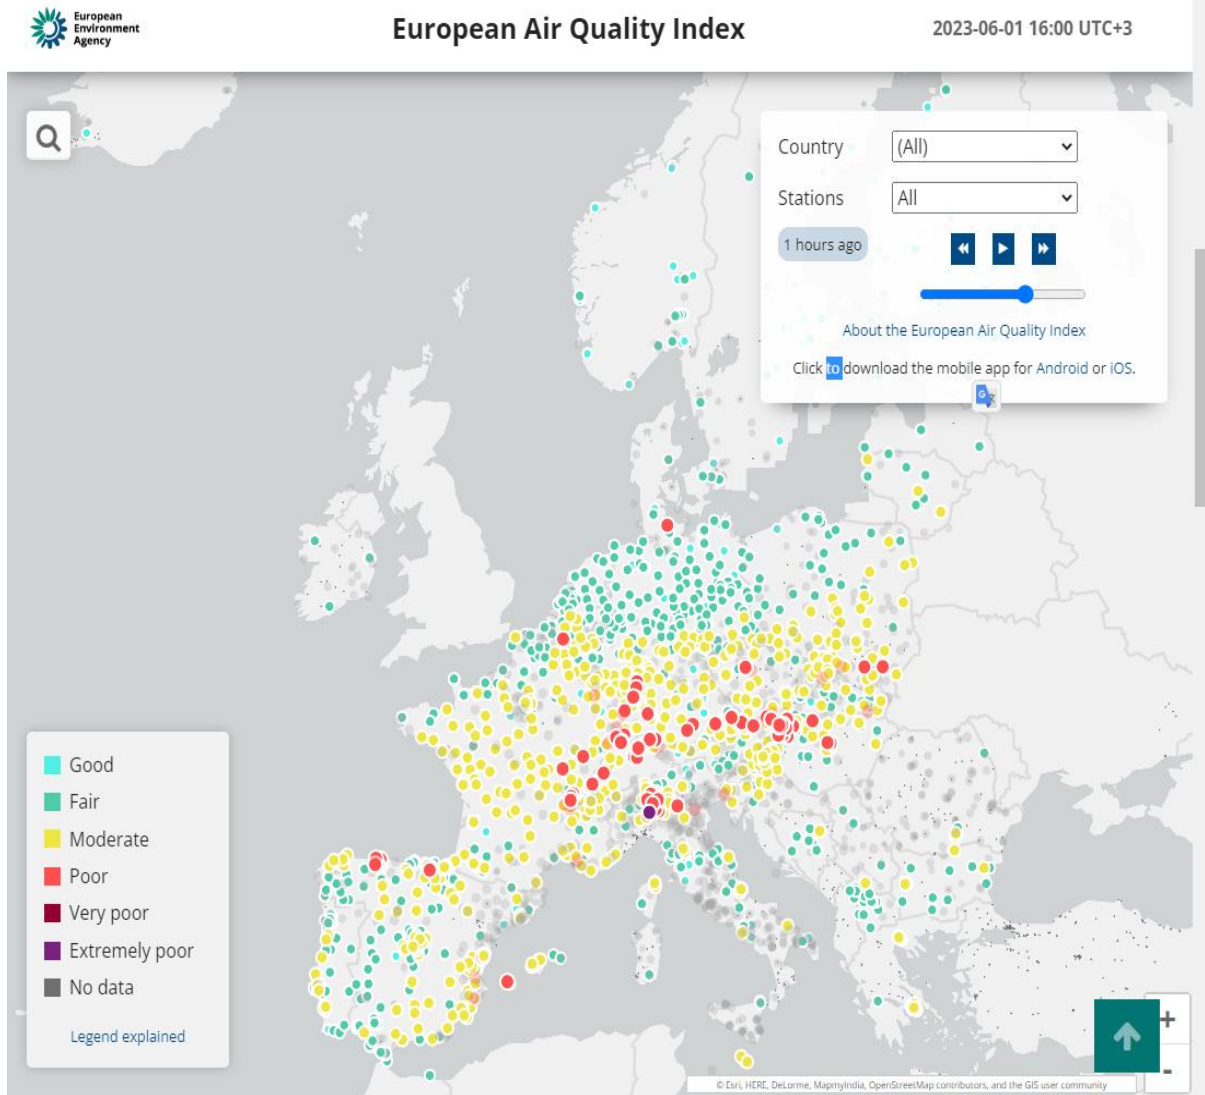 European
Environment
Agency
European Air Quality Index
2023-06-01 16:00 UTC+3
Country
(All)
Stations
All
1 hours ago
About the European Air Quality Index
Click to download the mobile app for Android or iOS.
G
Good
Fair
Moderate
Poor
Very poor
Extremely poor
No data
Legend explained
+
-
© Esri, HERE, DeLorme, MapmyIndia, OpenStreetMap contributors, and the GIS user community